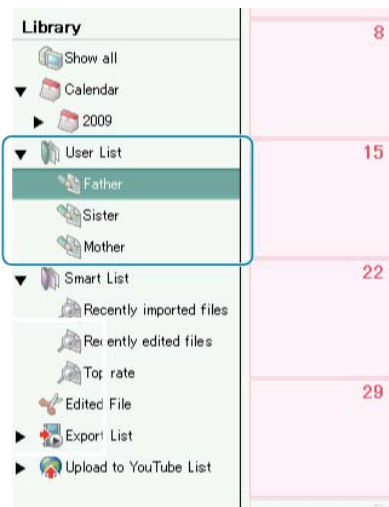 Library
Show all
Calendar
2009
User List
Father
Sister
Mother
Smart List
Recently imported files
Recently edited files
Top rate
Edited File
Export List
Upload to YouTube List
8
15
22
29